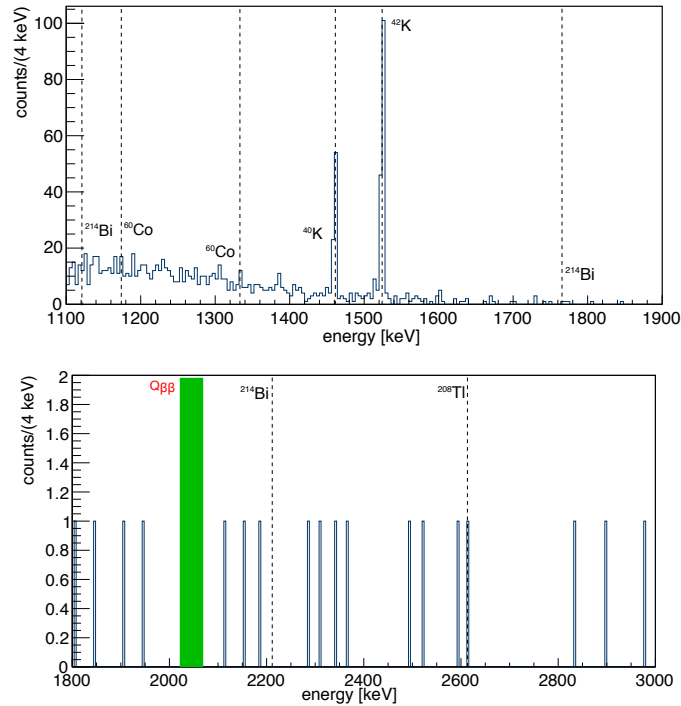 counts/(4 keV)
100
80
60
40
20
0
⁴²K
²¹⁴Bi
⁶⁰Co
⁶⁰Co
⁴⁰K
²¹⁴Bi
1100 1200 1300 1400 1500 1600 1700 1800 1900
energy [keV]
counts/(4 keV)
2
1.8
1.6
1.4
1.2
1
0.8
0.6
0.4
0.2
0
Qββ
²¹⁴Bi
²⁰⁸Tl
1800 2000 2200 2400 2600 2800 3000
energy [keV]